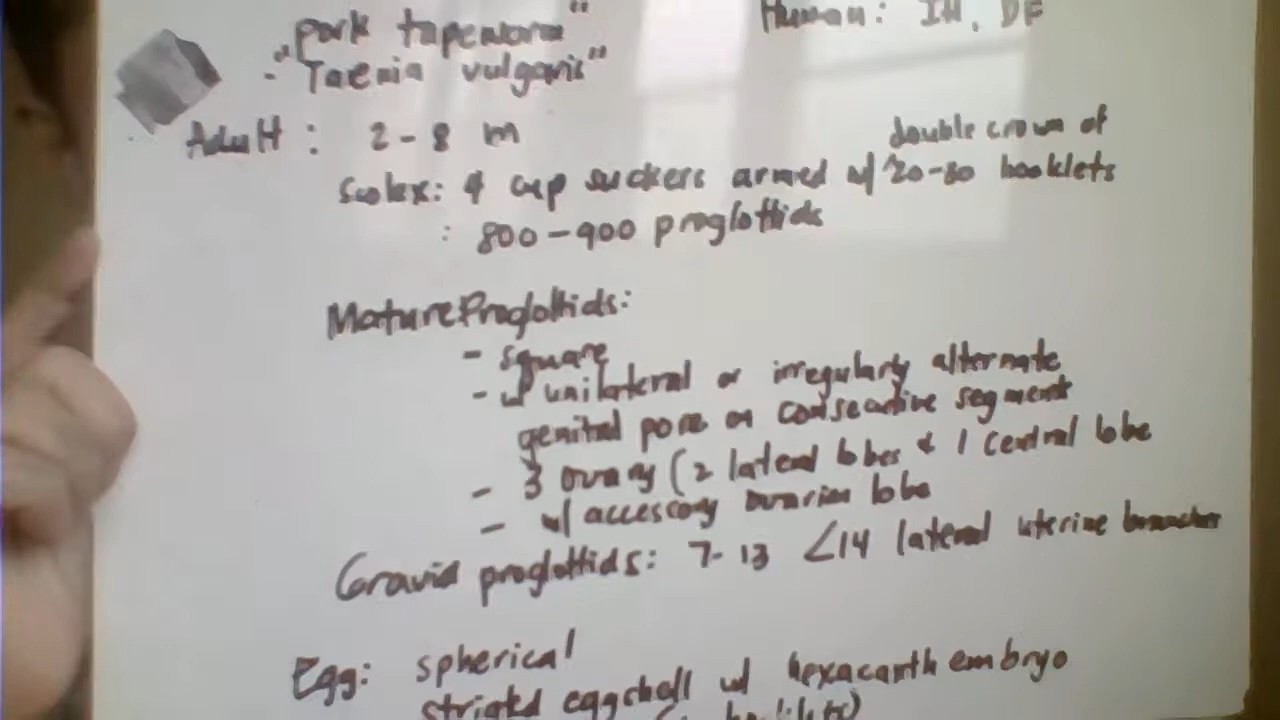 "pork tapeworm"
Human: IH, DF
- "Taenia vulgaris"
Adult: 2-8 m
double crown of
Scolex: 4 cup suckers armed w/ 20-30 hooklets
: 800-900 proglottids
Mature Proglottids:
- square
- w/ unilateral or irregularly alternate
genital pore on consecutive segment
- 3 ovary (2 lateral lobes & 1 central lobe
- w/ accessory ovarian lobe
Gravid proglottids: 7-13 <14 lateral uterine branches
Egg: spherical
striated eggshell w/ hexacanth embryo
hooklets)